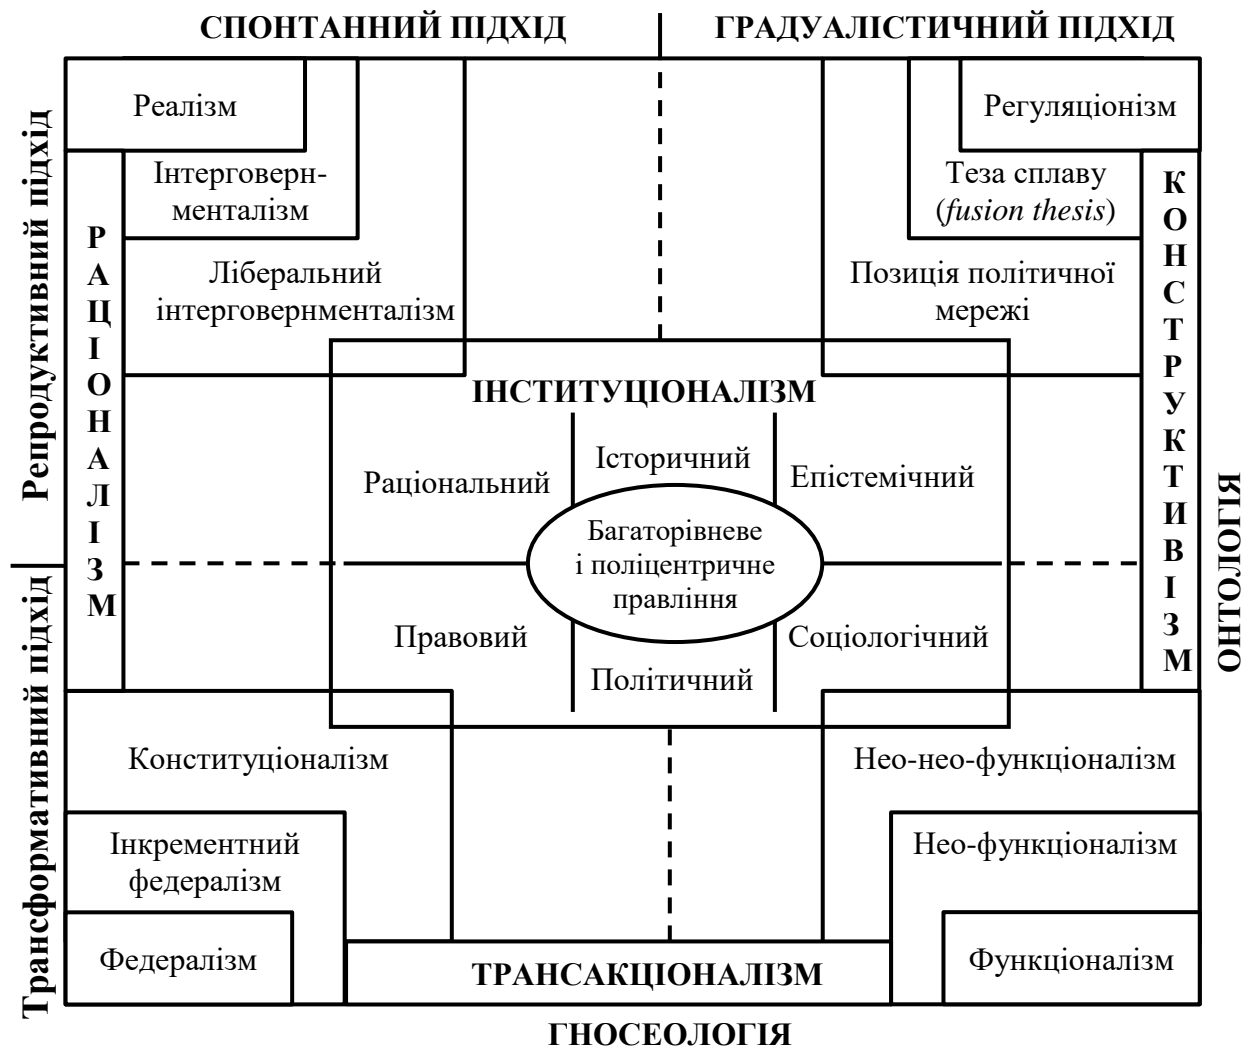 СПОНТАННИЙ ПІДХІД
ГРАДУАЛІСТИЧНИЙ ПІДХІД
Репродуктивний підхід
Трансформативний підхід
Реалізм
Інтерговерн-
менталізм
Ліберальний
інтерговернменталізм
Регуляціонізм
Теза сплаву
(fusion thesis)
Позиція політичної
мережі
РАЦІОНАЛІЗМ
КОНСТРУКТИВІЗМ
ІНСТИТУЦІОНАЛІЗМ
Раціональний
Історичний
Епістемічний
Багаторівневе
і поліцентричне
правління
Правовий
Політичний
Соціологічний
Конституціоналізм
Інкрементний
федералізм
Федералізм
Нео-нео-функціоналізм
Нео-функціоналізм
Функціоналізм
ТРАНСАКЦІОНАЛІЗМ
ОНТОЛОГІЯ
ГНОСЕОЛОГІЯ